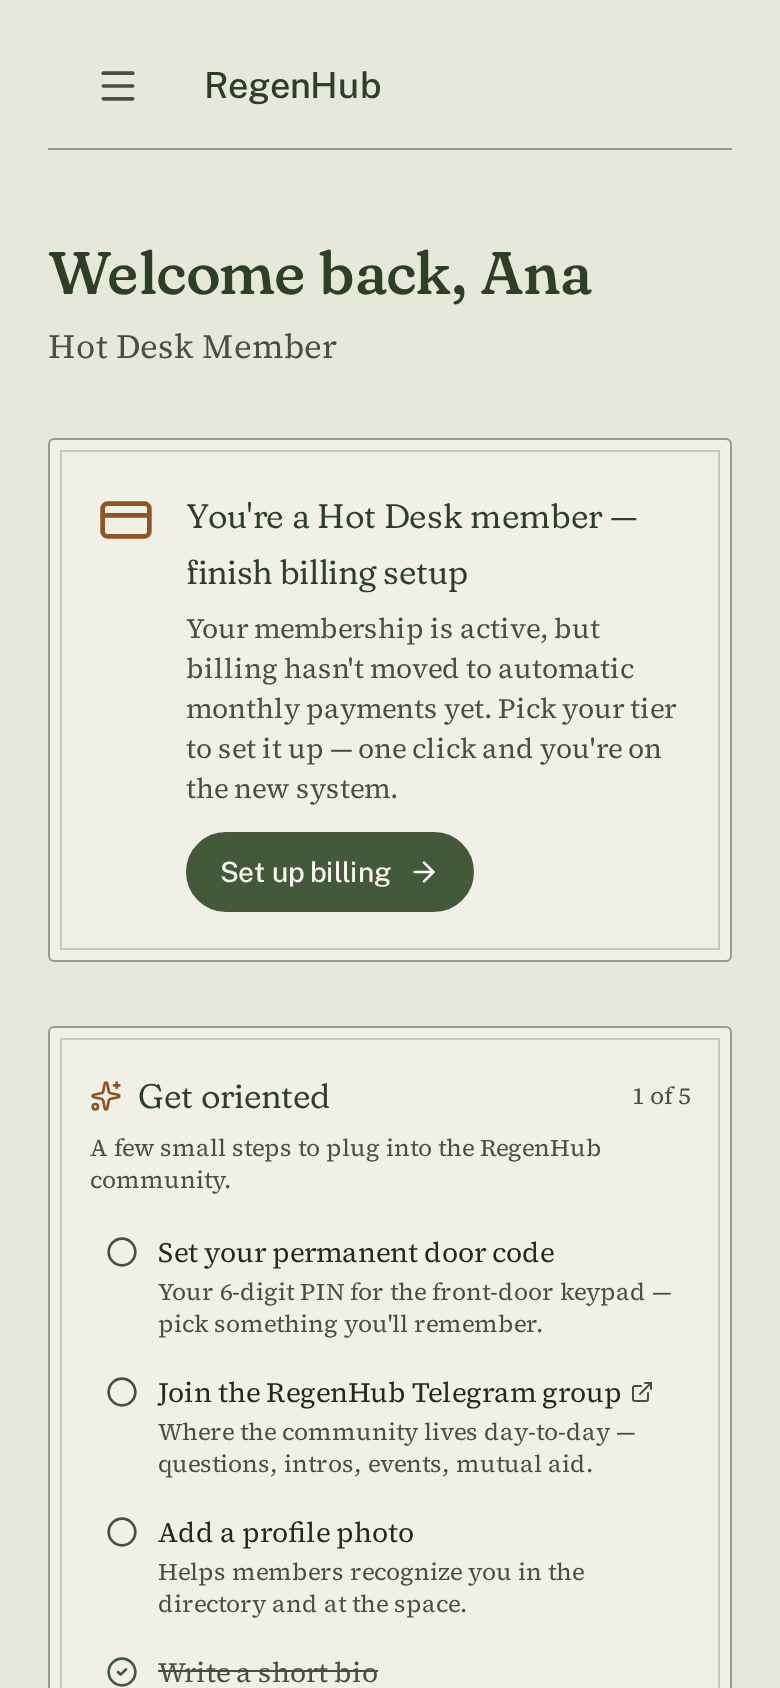 RegenHub
Welcome back, Ana
Hot Desk Member
You're a Hot Desk member —
finish billing setup
Your membership is active, but
billing hasn't moved to automatic
monthly payments yet. Pick your tier
to set it up — one click and you're on
the new system.
Set up billing →
Get oriented
1 of 5
A few small steps to plug into the RegenHub
community.
Set your permanent door code
Your 6-digit PIN for the front-door keypad —
pick something you'll remember.
Join the RegenHub Telegram group
Where the community lives day-to-day —
questions, intros, events, mutual aid.
Add a profile photo
Helps members recognize you in the
directory and at the space.
Write a short bio